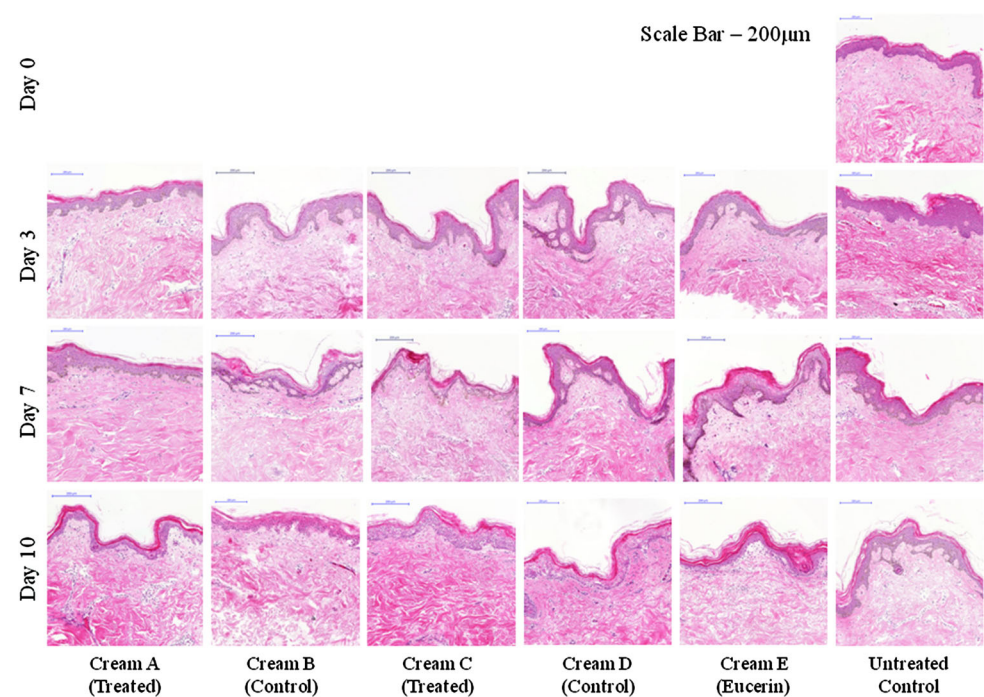 Scale Bar – 200μm
Day 0
Day 3
Day 7
Day 10
Cream A
(Treated)
Cream B
(Control)
Cream C
(Treated)
Cream D
(Control)
Cream E
(Eucerin)
Untreated
Control